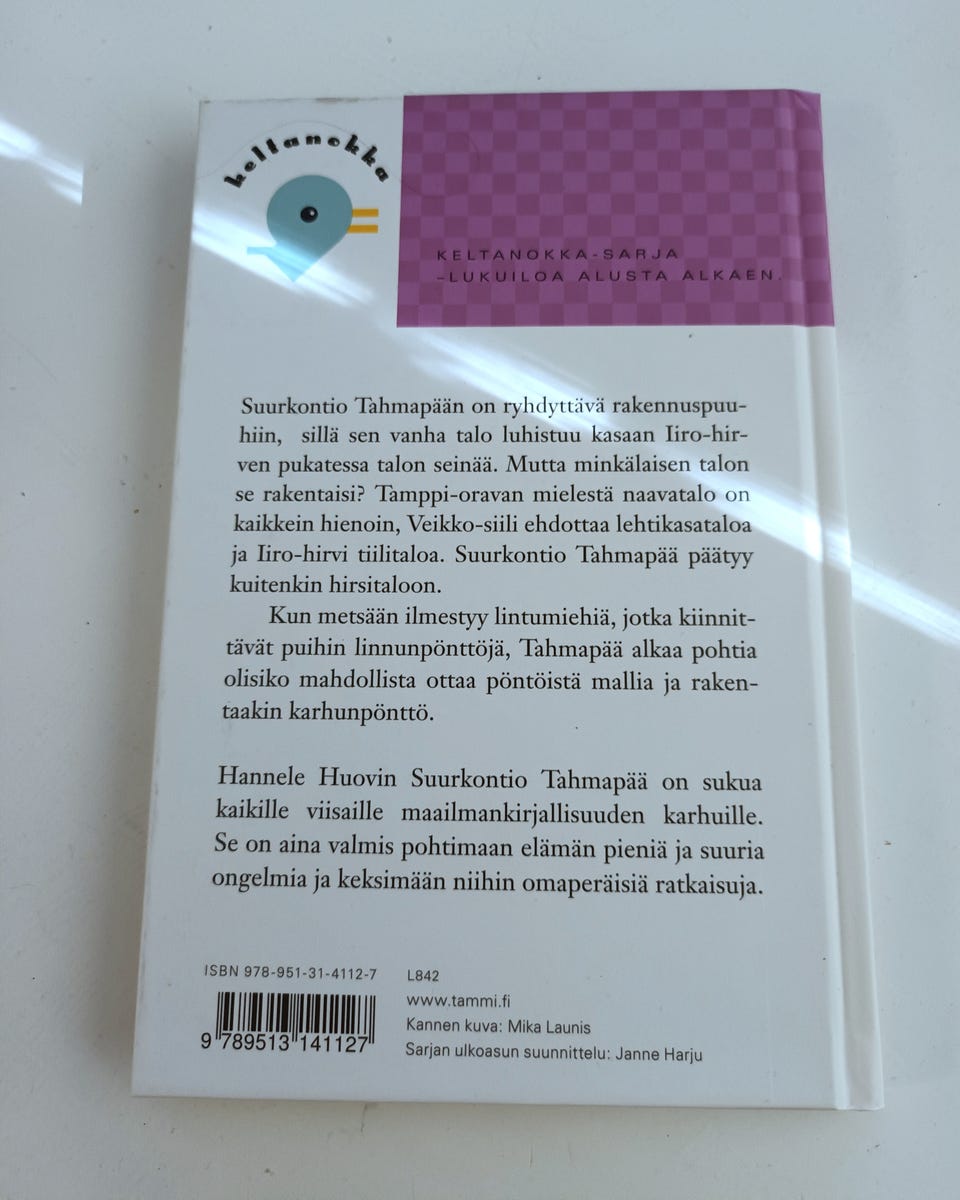 keltanokka
KELTANOKKA-SARJA
–LUKUILOA ALUSTA ALKAEN.
Suurkontio Tahmapään on ryhdyttävä rakennuspuu-
hiin, sillä sen vanha talo luhistuu kasaan Iiro-hir-
ven pukatessa talon seinää. Mutta minkälaisen talon
se rakentaisi? Tamppi-oravan mielestä naavatalo on
kaikkein hienoin, Veikko-siili ehdottaa lehtikasataloa
ja Iiro-hirvi tiilitaloa. Suurkontio Tahmapää päätyy
kuitenkin hirsitaloon.
Kun metsään ilmestyy lintumiehiä, jotka kiinnit-
tävät puihin linnunpönttöjä, Tahmapää alkaa pohtia
olisiko mahdollista ottaa pöntöistä mallia ja raken-
taakin karhunpönttö.
Hannele Huovin Suurkontio Tahmapää on sukua
kaikille viisaille maailmankirjallisuuden karhuille.
Se on aina valmis pohtimaan elämän pieniä ja suuria
ongelmia ja keksimään niihin omaperäisiä ratkaisuja.
ISBN 978-951-31-4112-7
9 789513 141127
L842
www.tammi.fi
Kannen kuva: Mika Launis
Sarjan ulkoasun suunnittelu: Janne Harju